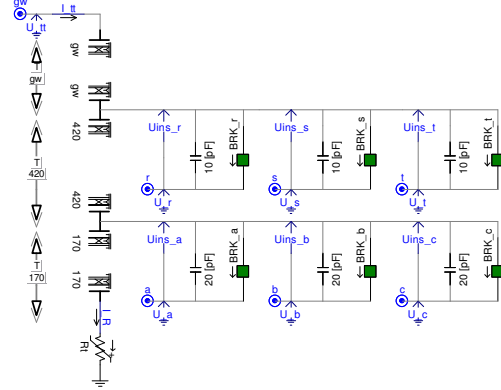 gw
I_tt
U_tt
gw
T
gw
gw
420
T
420
420
170
T
170
170
I_R
Rt
Uins_r
10 [pF]
BRK_r
r
U_r
Uins_s
10 [pF]
BRK_s
s
U_s
Uins_t
10 [pF]
BRK_t
t
U_t
Uins_a
20 [pF]
BRK_a
a
U_a
Uins_b
20 [pF]
BRK_b
b
U_b
Uins_c
20 [pF]
BRK_c
c
U_c